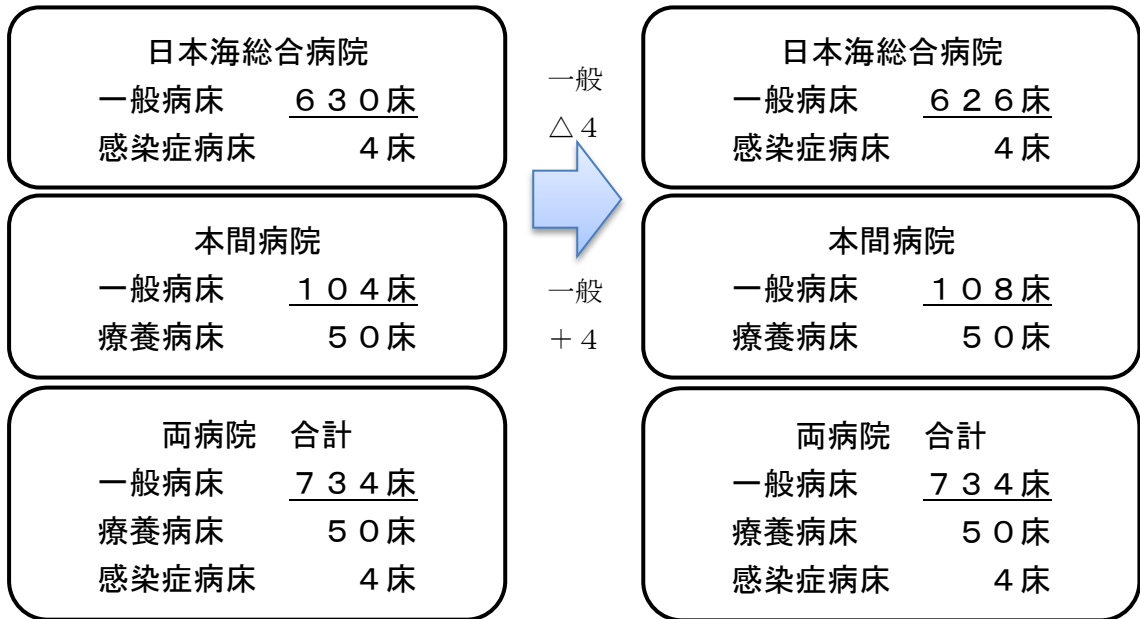 日本海総合病院
一般病床 ６３０床
感染症病床 ４床
本間病院
一般病床 １０４床
療養病床 ５０床
両病院 合計
一般病床 ７３４床
療養病床 ５０床
感染症病床 ４床
一般
△４
一般
＋４
日本海総合病院
一般病床 ６２６床
感染症病床 ４床
本間病院
一般病床 １０８床
療養病床 ５０床
両病院 合計
一般病床 ７３４床
療養病床 ５０床
感染症病床 ４床